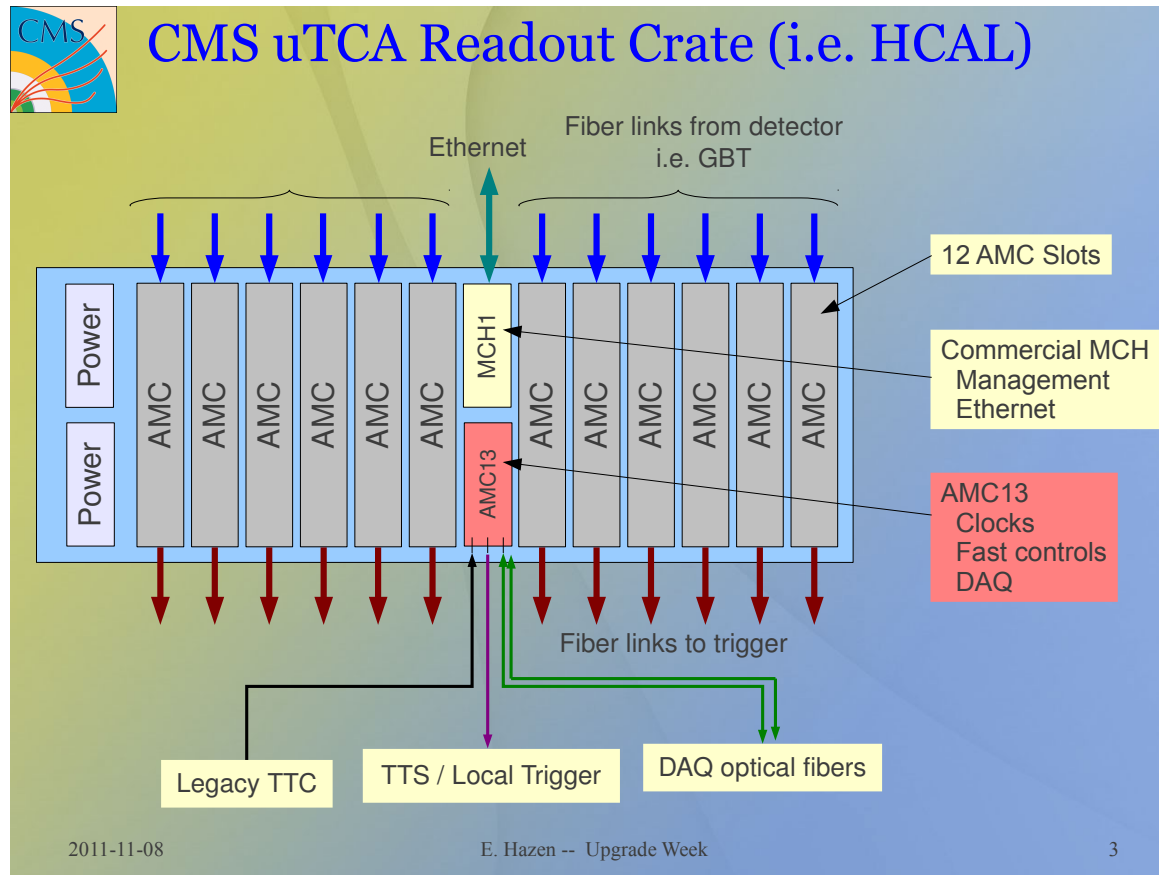 CMS
CMS uTCA Readout Crate (i.e. HCAL)
Fiber links from detector
i.e. GBT
Ethernet
12 AMC Slots
Power
Power
AMC
AMC
AMC
AMC
AMC
AMC
MCH1
AMC13
AMC
AMC
AMC
AMC
AMC
AMC
Commercial MCH
Management
Ethernet
AMC13
Clocks
Fast controls
DAQ
Fiber links to trigger
Legacy TTC
TTS / Local Trigger
DAQ optical fibers
2011-11-08
E. Hazen -- Upgrade Week
3